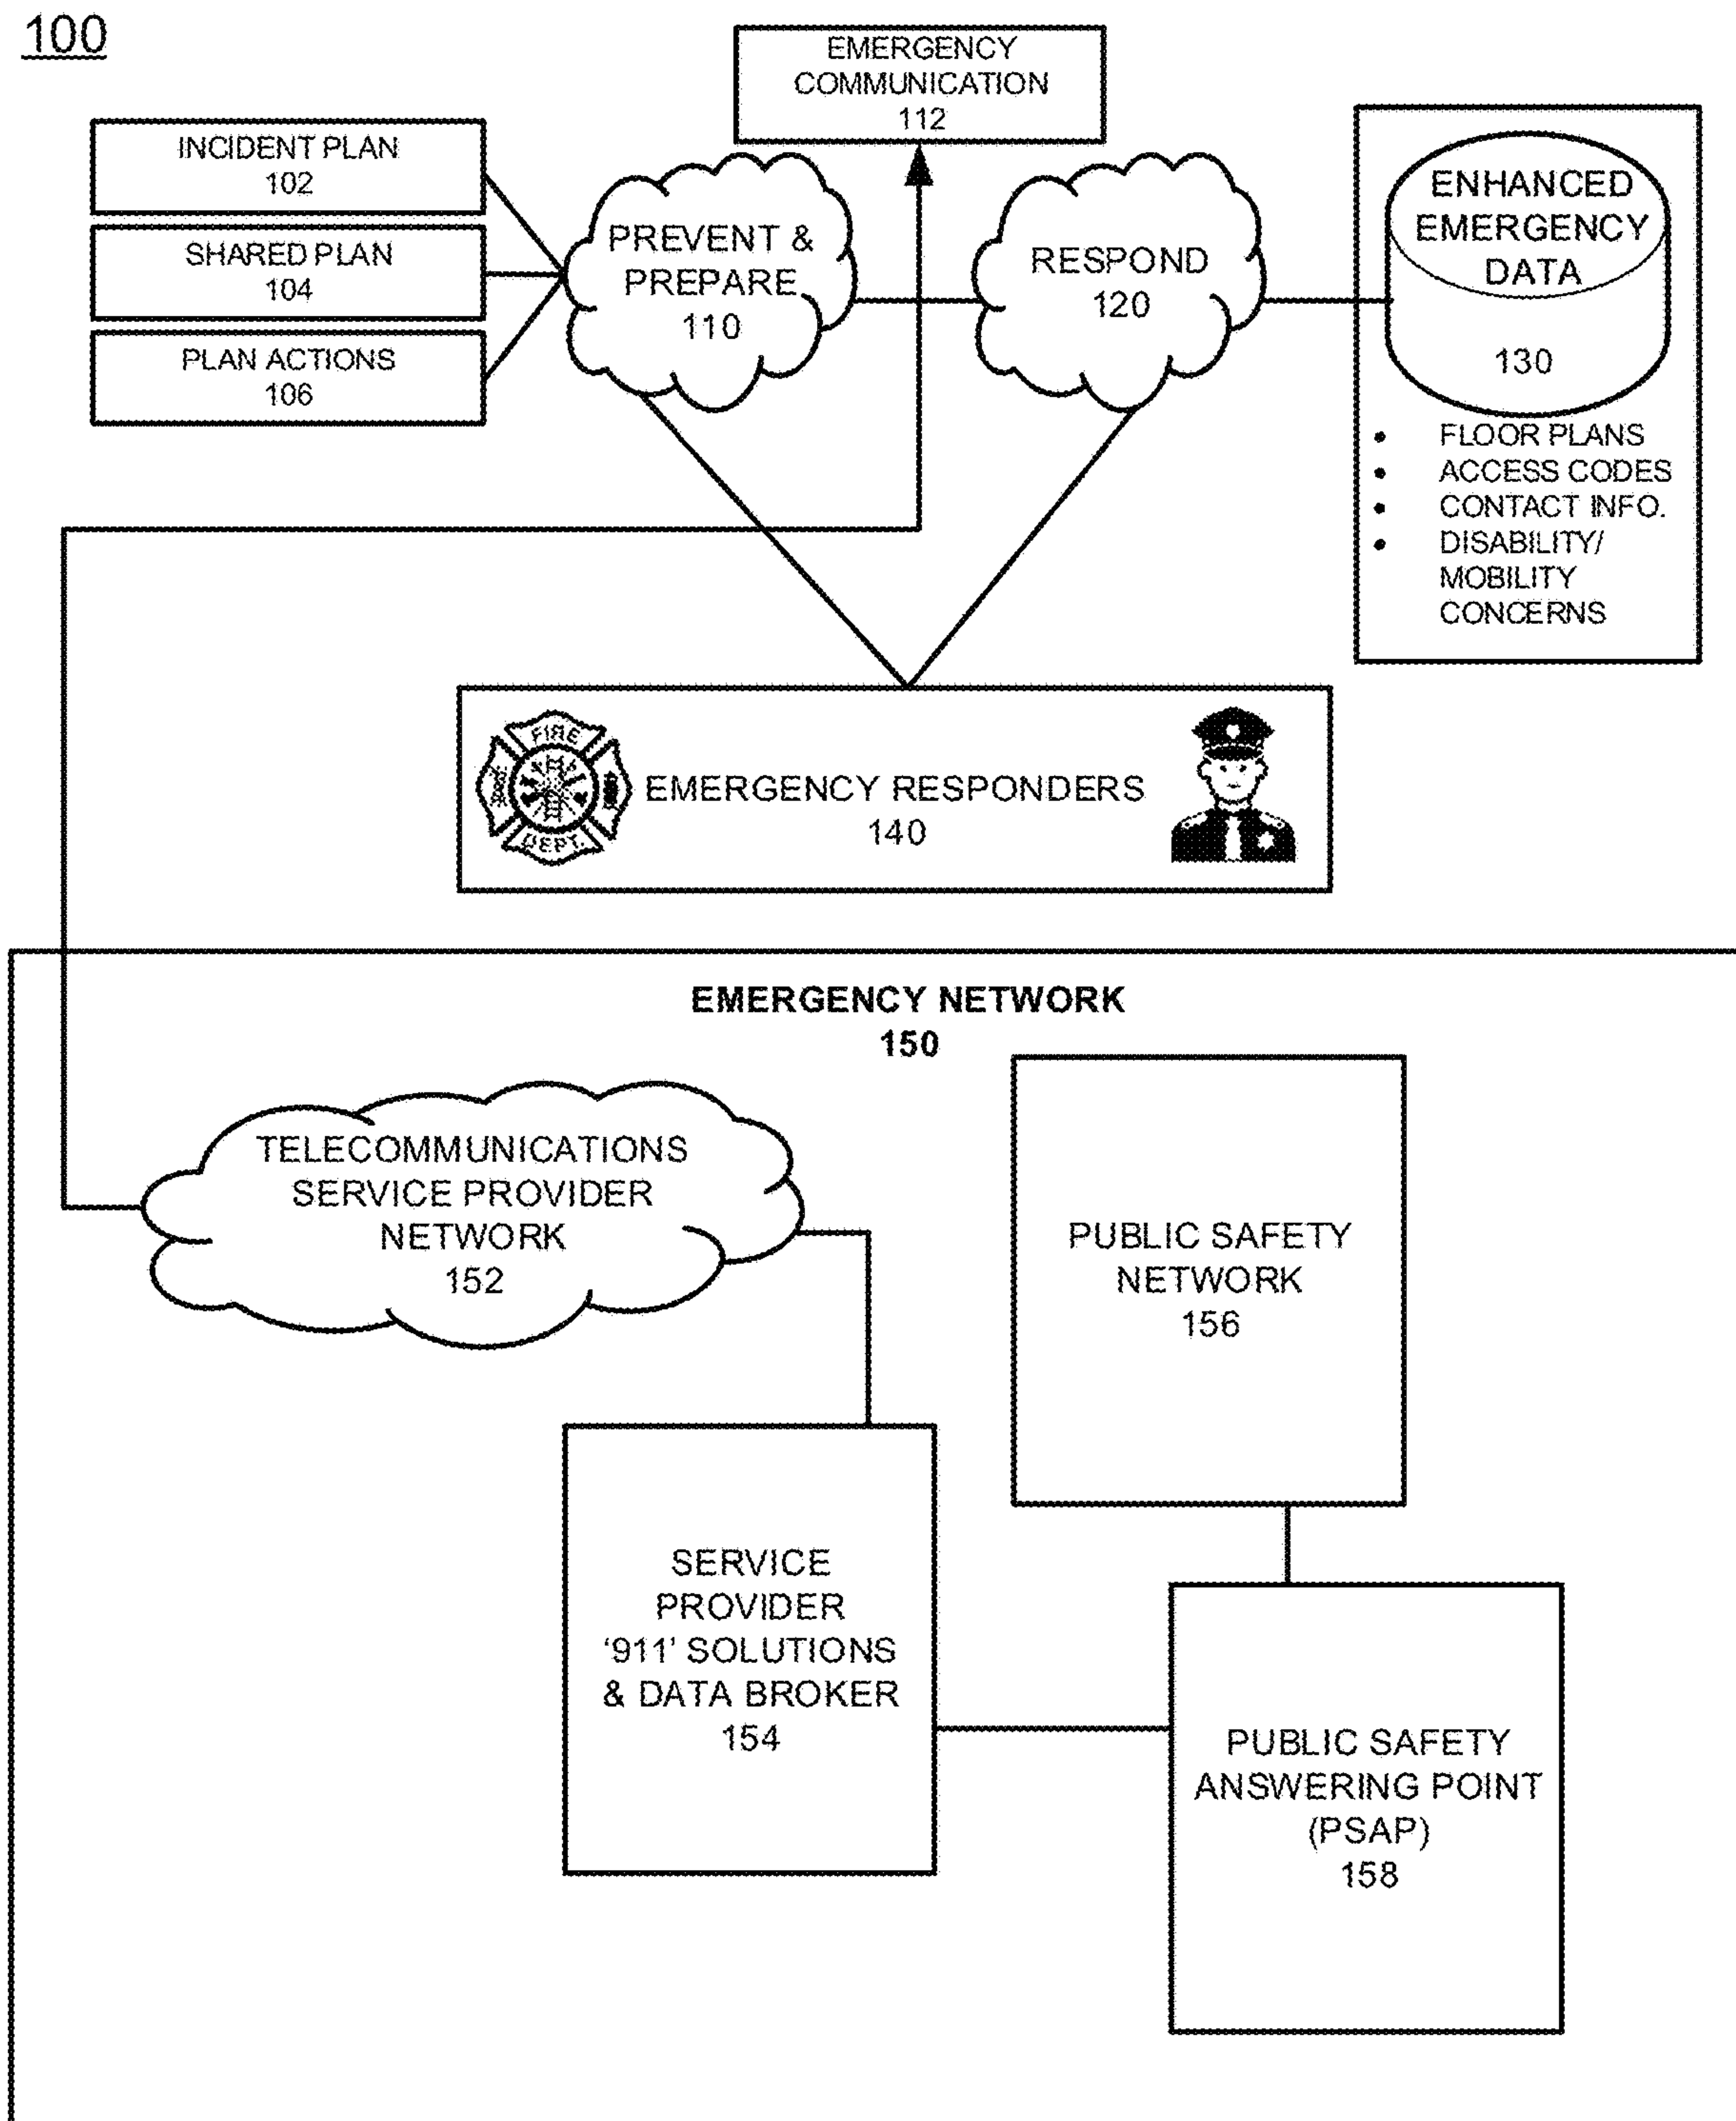 100
EMERGENCY
COMMUNICATION
112
INCIDENT PLAN
102
SHARED PLAN
104
PLAN ACTIONS
106
PREVENT &
PREPARE
110
RESPOND
120
ENHANCED
EMERGENCY
DATA
130
• FLOOR PLANS
• ACCESS CODES
• CONTACT INFO.
• DISABILITY/
MOBILITY
CONCERNS
FIRE
DEPT.
EMERGENCY RESPONDERS
140
EMERGENCY NETWORK
150
TELECOMMUNICATIONS
SERVICE PROVIDER
NETWORK
152
PUBLIC SAFETY
NETWORK
156
SERVICE
PROVIDER
‘911’ SOLUTIONS
& DATA BROKER
154
PUBLIC SAFETY
ANSWERING POINT
(PSAP)
158